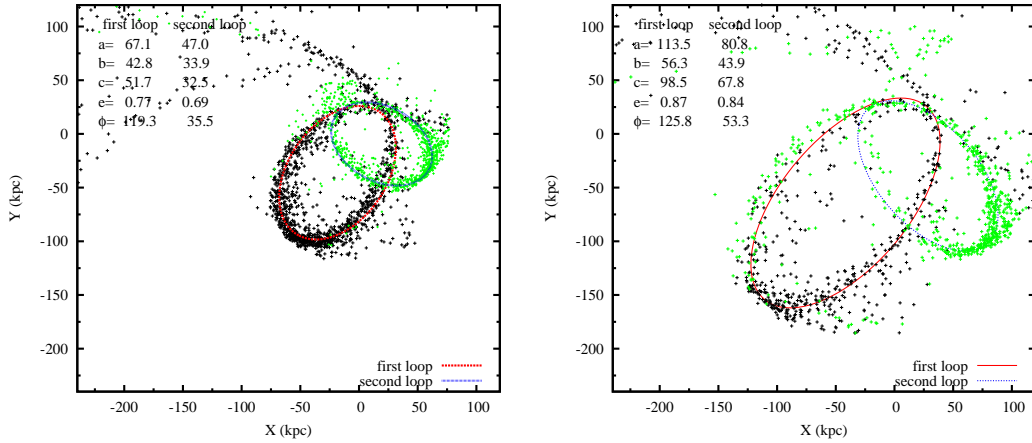 first loop second loop
a= 67.1 47.0
b= 42.8 33.9
c= 51.7 32.5
e= 0.77 0.69
ϕ= 119.3 35.5
100
50
0
-50
-100
-150
-200
Y (kpc)
first loop
second loop
-200 -150 -100 -50 0 50 100
X (kpc)
first loop second loop
a= 113.5 80.8
b= 56.3 43.9
c= 98.5 67.8
e= 0.87 0.84
ϕ= 125.8 53.3
100
50
0
-50
-100
-150
-200
Y (kpc)
first loop
second loop
-200 -150 -100 -50 0 50 100
X (kpc)